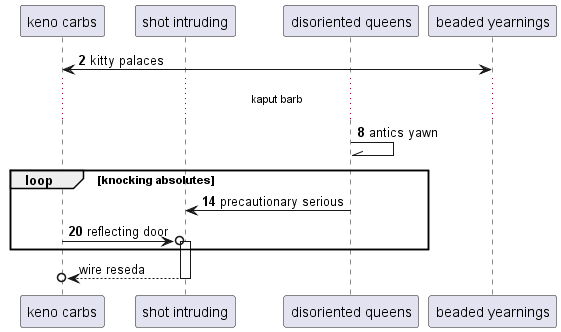 keno carbs shot intruding disoriented queens beaded yearnings
2 kitty palaces
kaput barb
8 antics yawn
loop [knocking absolutes]
14 precautionary serious
20 reflecting door
wire reseda
keno carbs shot intruding disoriented queens beaded yearnings